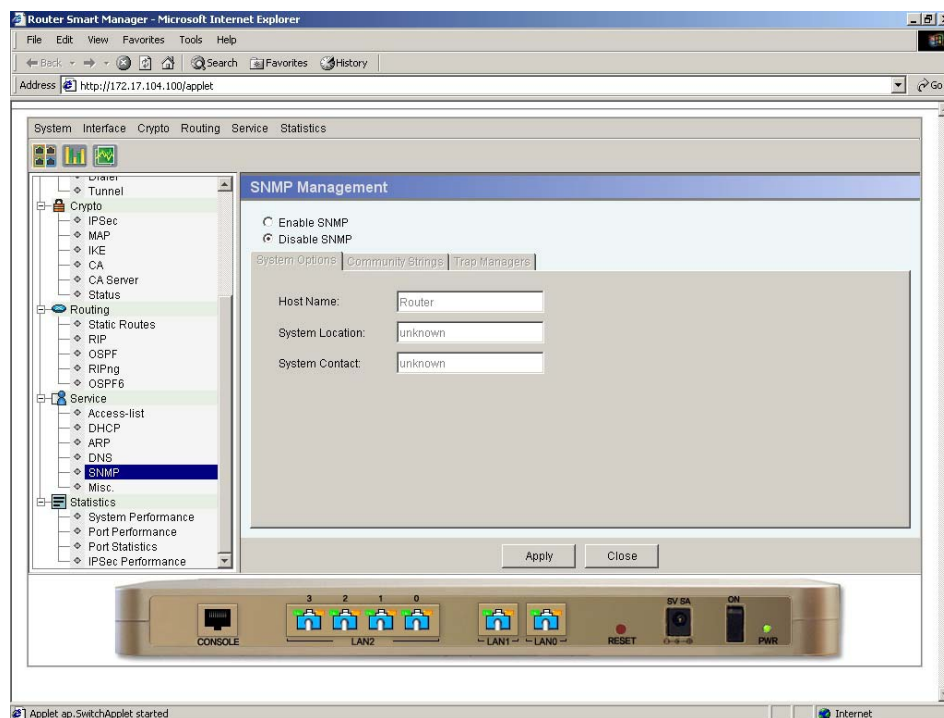 Router Smart Manager - Microsoft Internet Explorer
File Edit View Favorites Tools Help
Back Search Favorites History
Address http://172.17.104.100/applet Go
System Interface Crypto Routing Service Statistics
Dialer
Tunnel
Crypto
IPSec
MAP
IKE
CA
CA Server
Status
Routing
Static Routes
RIP
OSPF
RIPng
OSPF6
Service
Access-list
DHCP
ARP
DNS
SNMP
Misc.
Statistics
System Performance
Port Performance
Port Statistics
IPSec Performance
SNMP Management
Enable SNMP
Disable SNMP
System Options Community Strings Trap Managers
Host Name: Router
System Location: unknown
System Contact: unknown
Apply Close
3 2 1 0 5V 5A ON
CONSOLE LAN2 LAN1 LAN0 RESET PWR
Applet ap.SwitchApplet started Internet